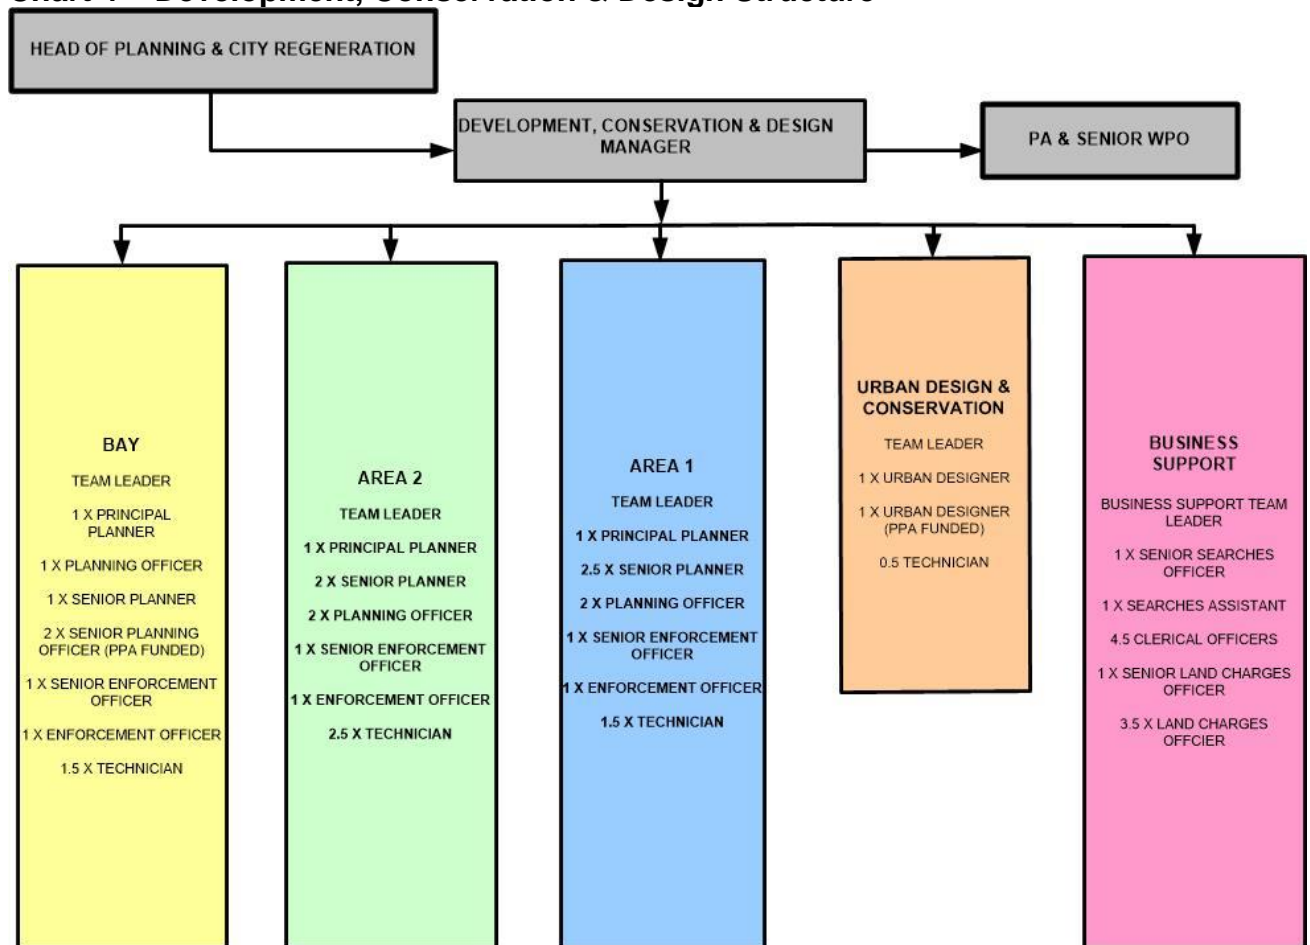 HEAD OF PLANNING & CITY REGENERATION
DEVELOPMENT, CONSERVATION & DESIGN
MANAGER
PA & SENIOR WPO
BAY
TEAM LEADER
1 X PRINCIPAL
PLANNER
1 X PLANNING OFFICER
1 X SENIOR PLANNER
2 X SENIOR PLANNING
OFFICER (PPA FUNDED)
1 X SENIOR ENFORCEMENT
OFFICER
1 X ENFORCEMENT OFFICER
1.5 X TECHNICIAN
AREA 2
TEAM LEADER
1 X PRINCIPAL PLANNER
2 X SENIOR PLANNER
2 X PLANNING OFFICER
1 X SENIOR ENFORCEMENT
OFFICER
1 X ENFORCEMENT OFFICER
2.5 X TECHNICIAN
AREA 1
TEAM LEADER
1 X PRINCIPAL PLANNER
2.5 X SENIOR PLANNER
2 X PLANNING OFFICER
1 X SENIOR ENFORCEMENT
OFFICER
1 X ENFORCEMENT OFFICER
1.5 X TECHNICIAN
URBAN DESIGN &
CONSERVATION
TEAM LEADER
1 X URBAN DESIGNER
1 X URBAN DESIGNER
(PPA FUNDED)
0.5 TECHNICIAN
BUSINESS
SUPPORT
BUSINESS SUPPORT TEAM
LEADER
1 X SENIOR SEARCHES
OFFICER
1 X SEARCHES ASSISTANT
4.5 CLERICAL OFFICERS
1 X SENIOR LAND CHARGES
OFFICER
3.5 X LAND CHARGES
OFFCIER